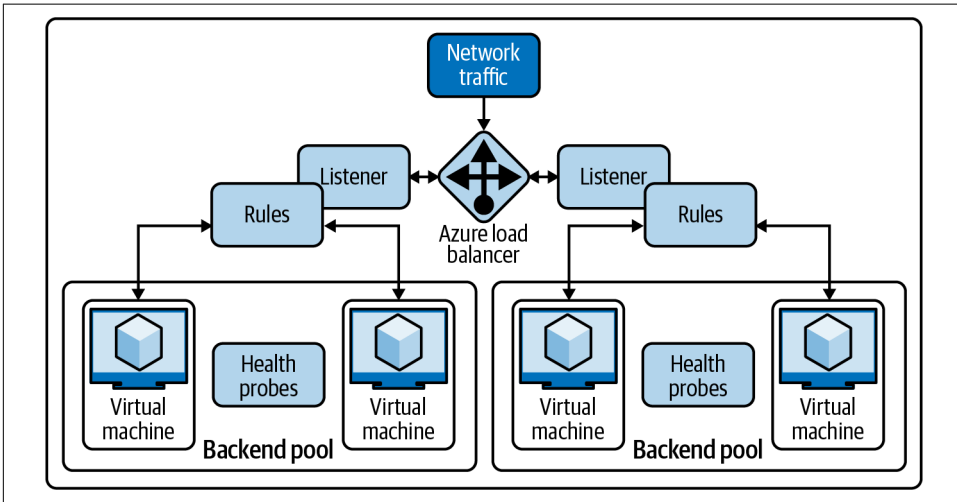 Network
traffic
Listener
Listener
Rules
Rules
Azure load
balancer
Health
probes
Virtual
machine
Virtual
machine
Backend pool
Health
probes
Virtual
machine
Virtual
machine
Backend pool